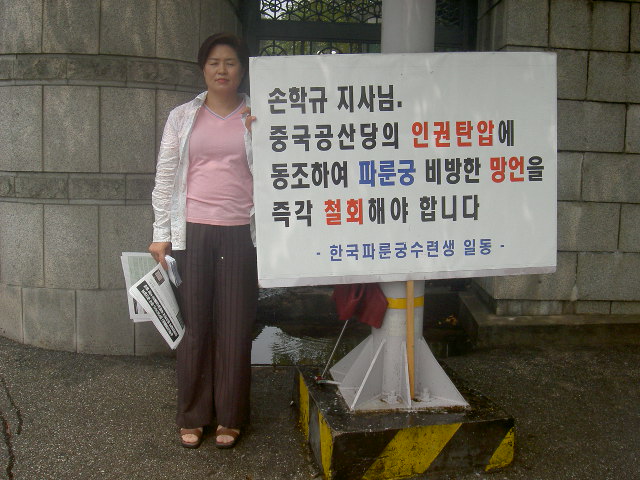 손학규 지사님.
중국공산당의 인권탄압에
동조하여 파룬궁 비방한 망언을
즉각 철회해야 합니다
- 한국파룬궁수련생 일동 -